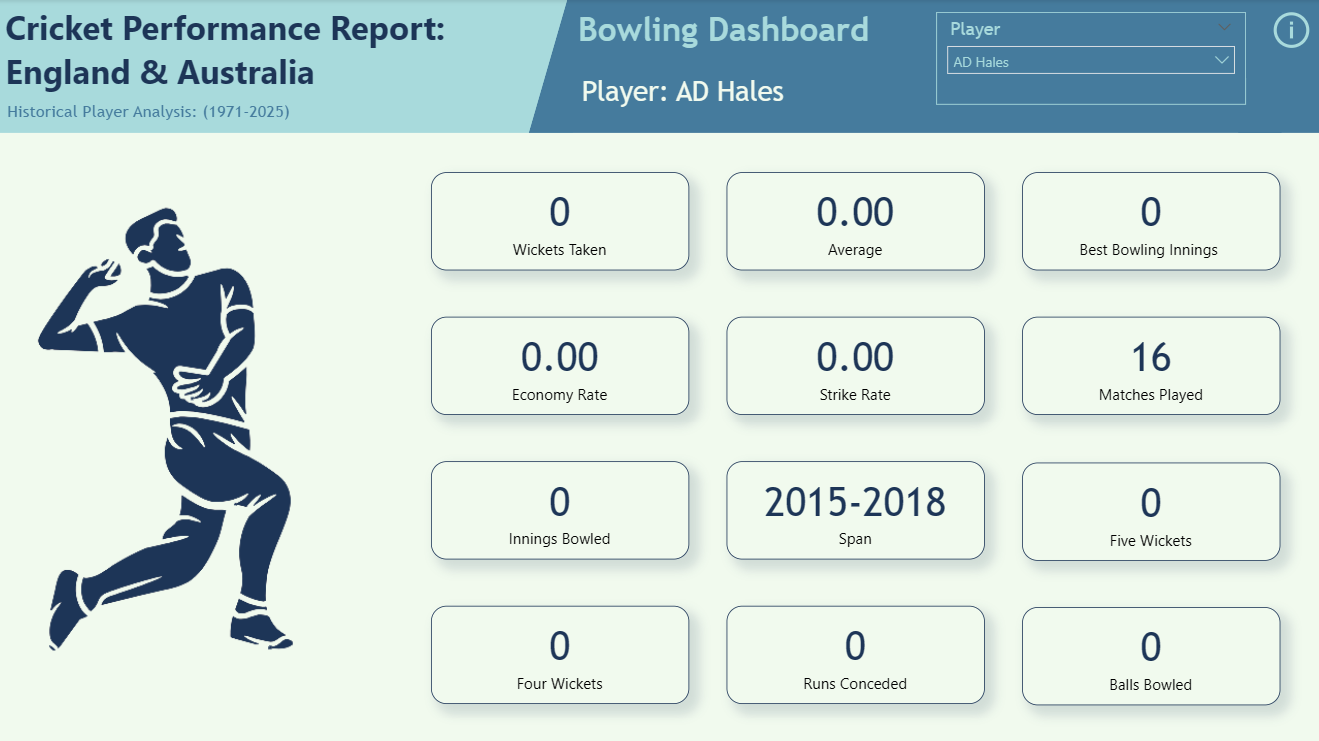 Cricket Performance Report:
England & Australia
Historical Player Analysis: (1971-2025)
Bowling Dashboard
Player: AD Hales
Player
AD Hales
i
0
Wickets Taken
0.00
Average
0
Best Bowling Innings
0.00
Economy Rate
0.00
Strike Rate
16
Matches Played
0
Innings Bowled
2015-2018
Span
0
Five Wickets
0
Four Wickets
0
Runs Conceded
0
Balls Bowled